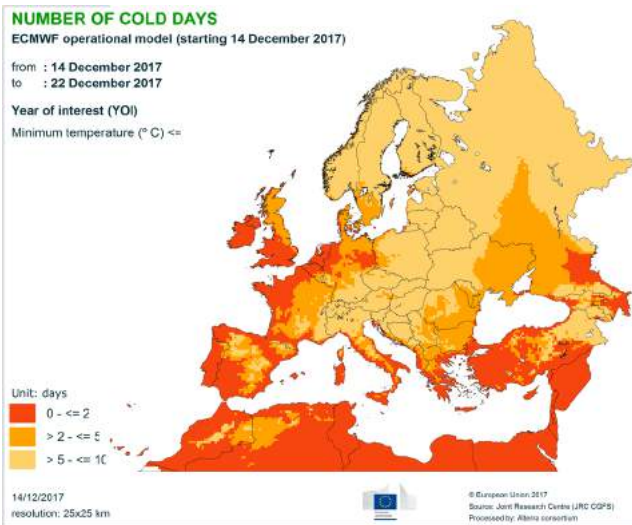 NUMBER OF COLD DAYS
ECMWF operational model (starting 14 December 2017)
from : 14 December 2017
to : 22 December 2017
Year of interest (YOI)
Minimum temperature (° C) <=
Unit: days
0 - <= 2
> 2 - <= 5
> 5 - <= 10
14/12/2017
resolution: 25x25 km
© European Union 2017
Source: Joint Research Centre (JRC CGFS)
Processed by: Alterra consortium